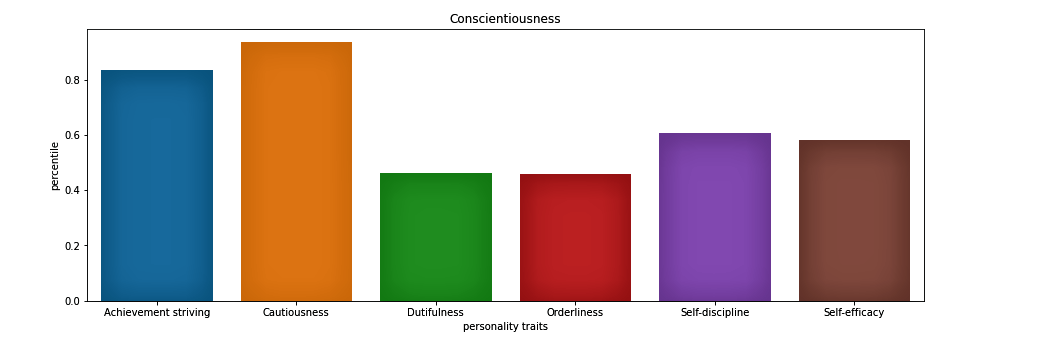 Conscientiousness
percentile
0.8
0.6
0.4
0.2
0.0
Achievement striving Cautiousness Dutifulness Orderliness Self-discipline Self-efficacy
personality traits